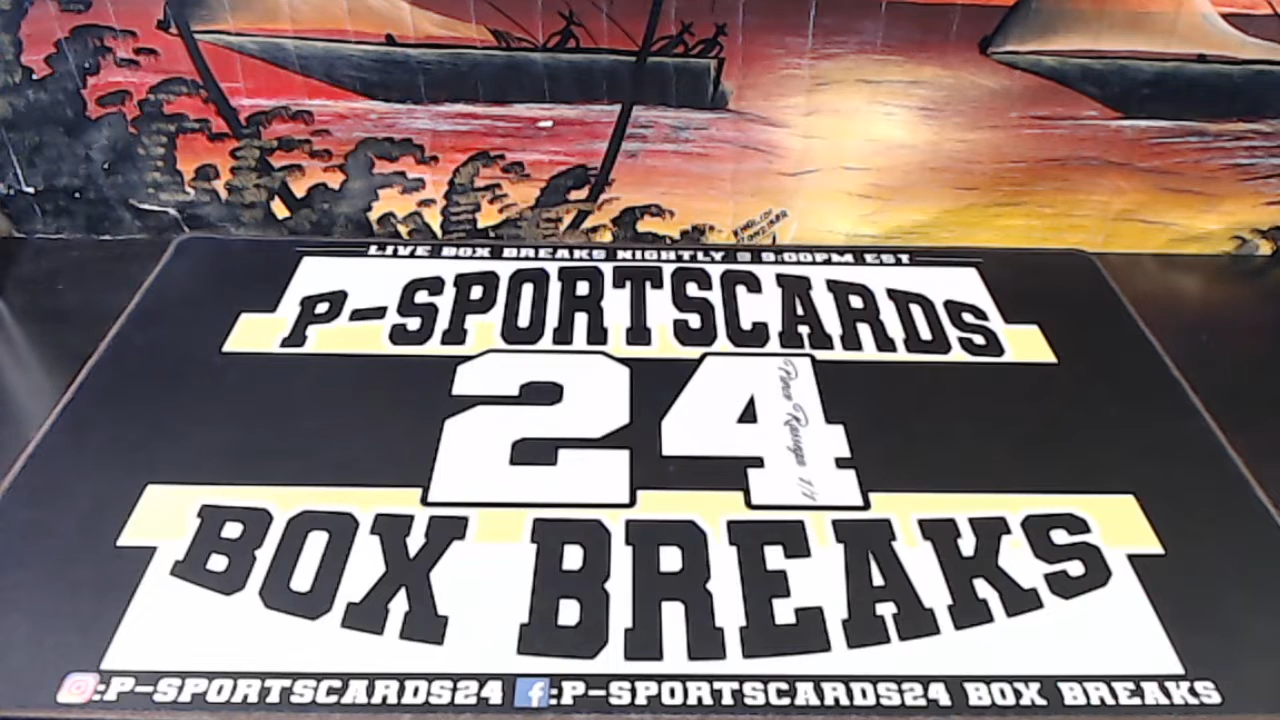 LIVE BOX BREAKS NIGHTLY @ 9:00PM EST
P-SPORTSCARDS
24
BOX BREAKS
:P-SPORTSCARDS24 :P-SPORTSCARDS24 BOX BREAKS